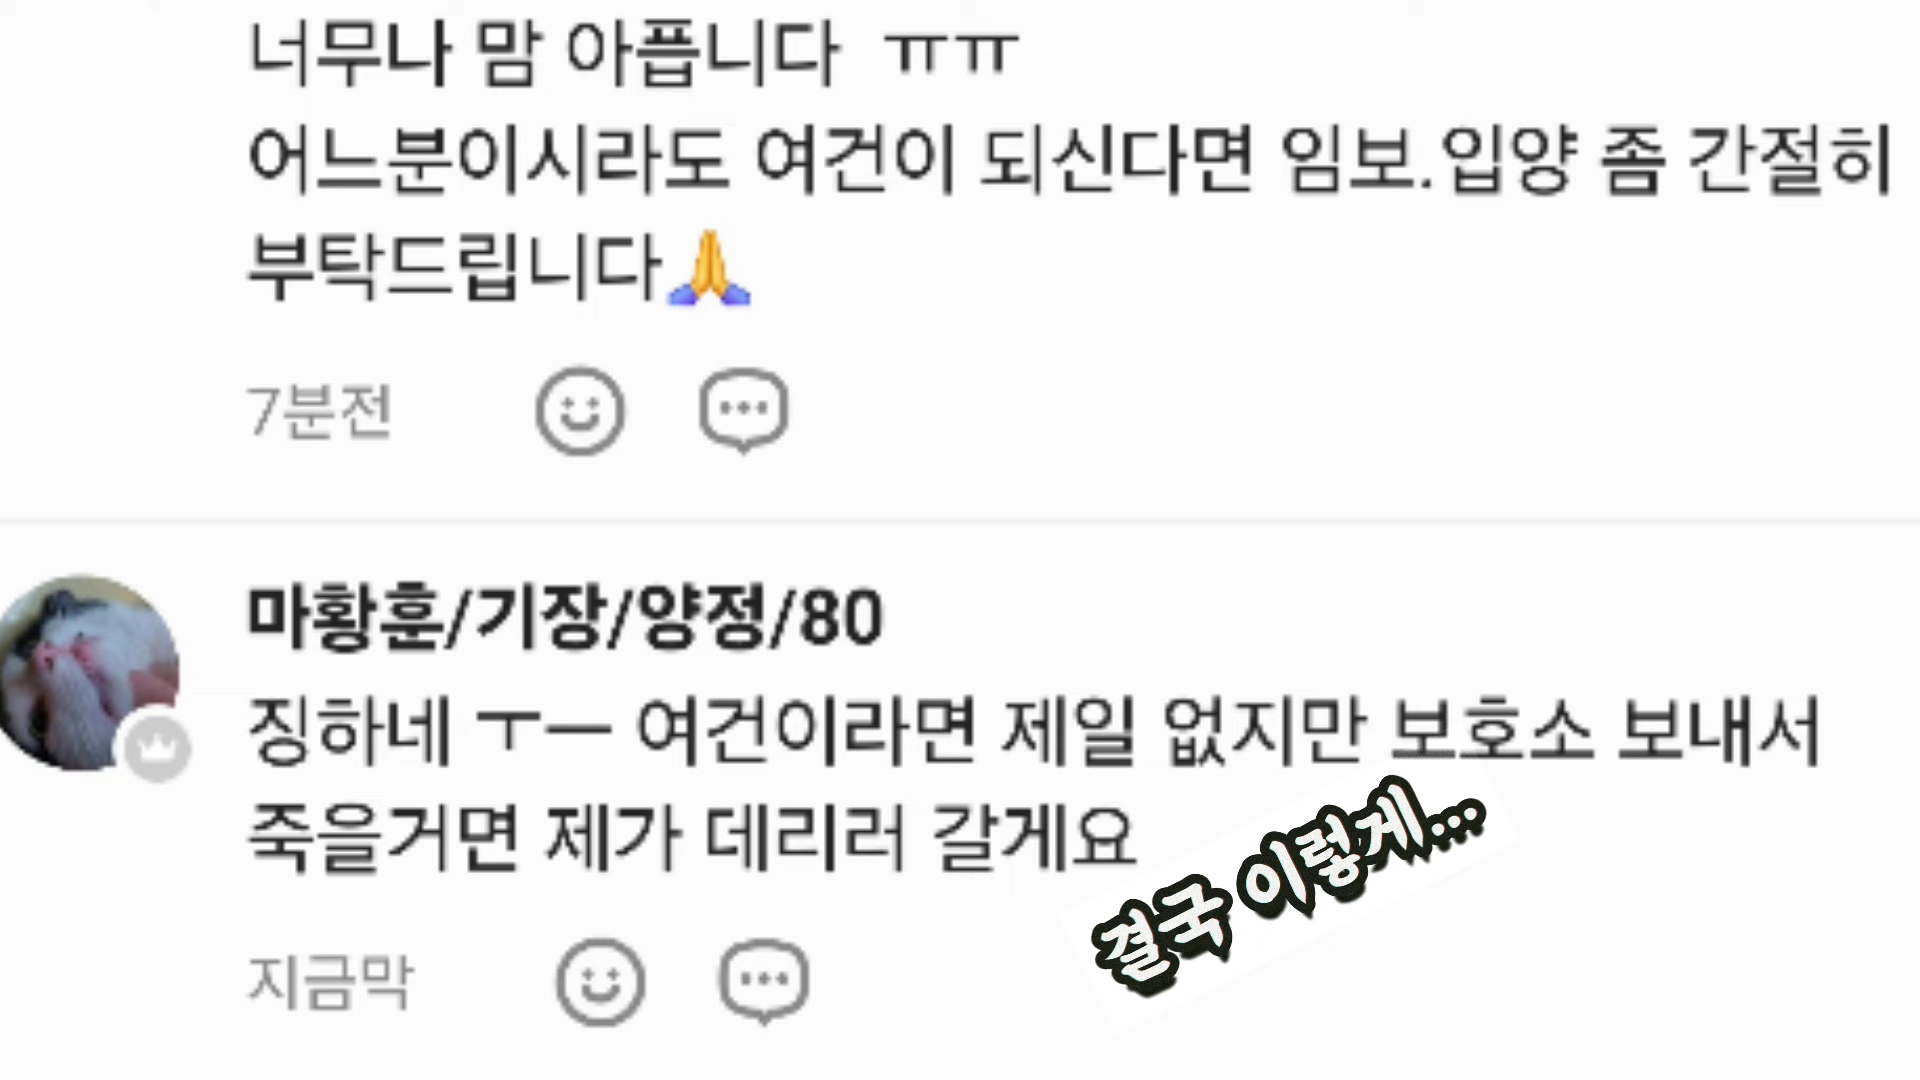 너무나 맘 아픕니다 ㅠㅠ
어느분이시라도 여건이 되신다면 임보.입양 좀 간절히
부탁드립니다🙏
7분전
마황훈/기장/양정/80
징하네 ㅜㅡ 여건이라면 제일 없지만 보호소 보내서
죽을거면 제가 데리러 갈게요
결국 이렇게...
지금막